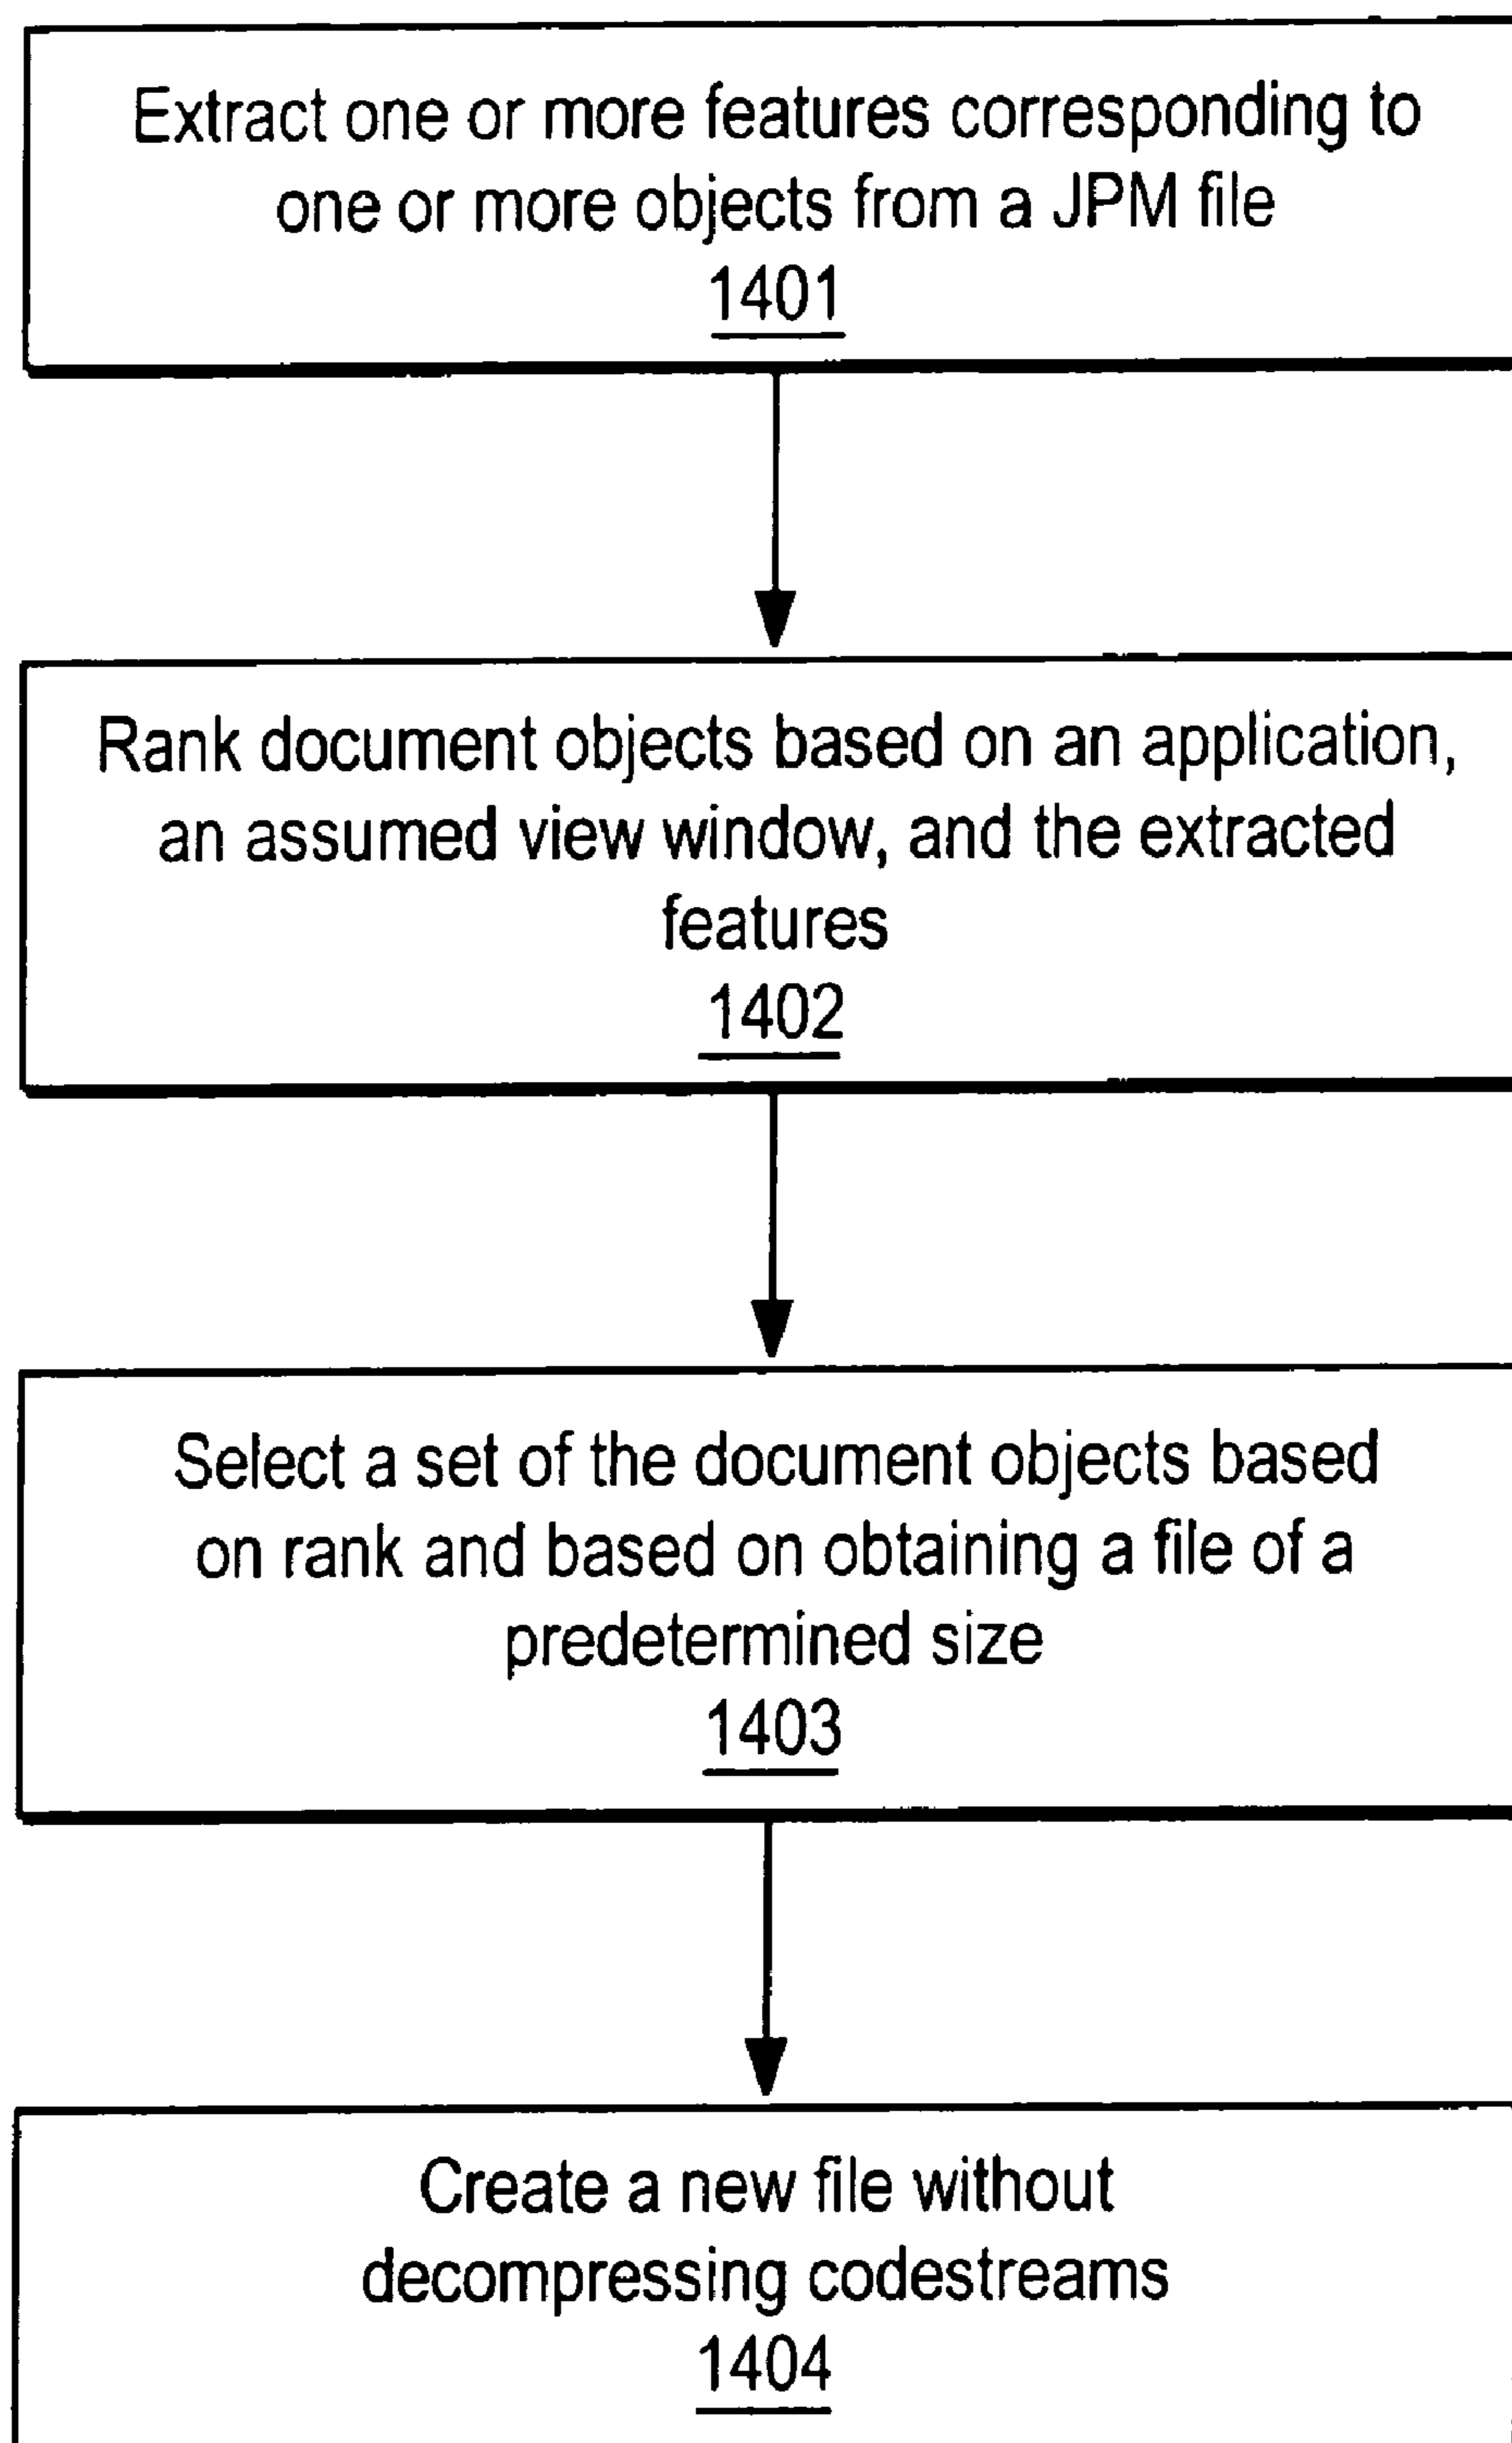 Extract one or more features corresponding to
one or more objects from a JPM file
1401
Rank document objects based on an application,
an assumed view window, and the extracted
features
1402
Select a set of the document objects based
on rank and based on obtaining a file of a
predetermined size
1403
Create a new file without
decompressing codestreams
1404